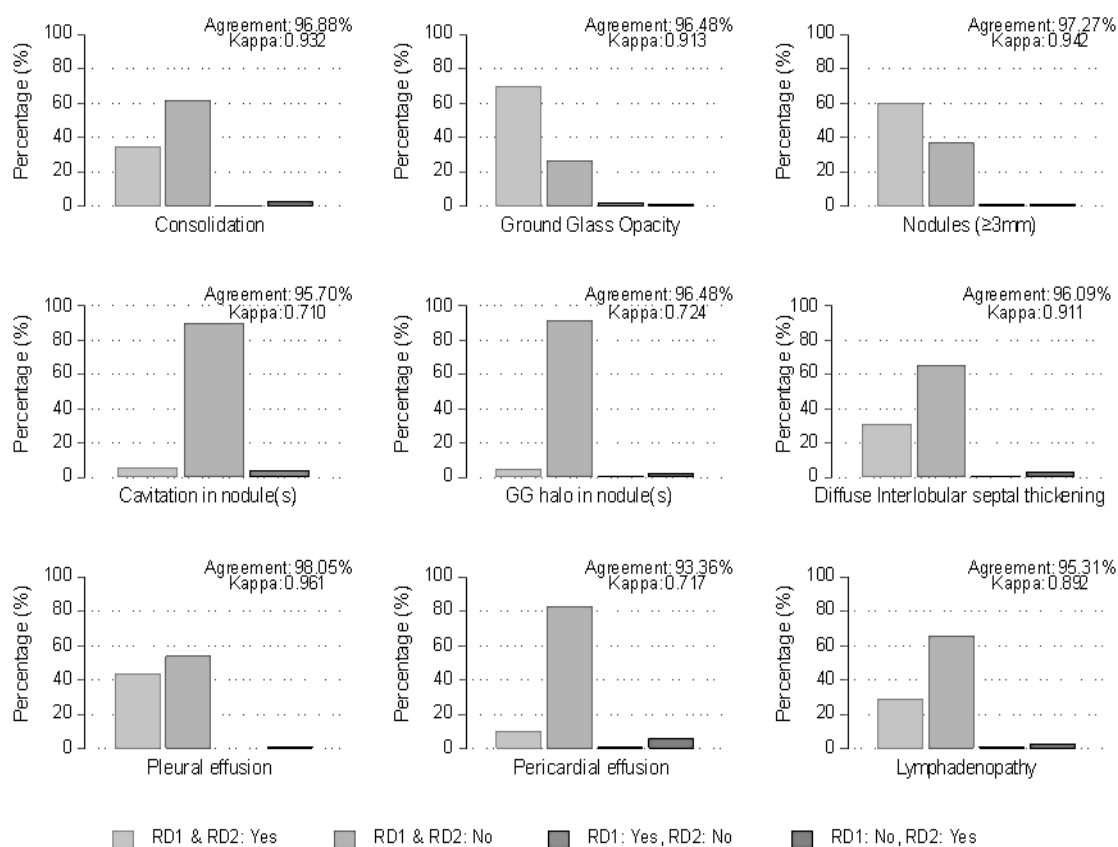 Agreement: 96.88%
Kappa: 0.932
Percentage (%)
100
80
60
40
20
0
Consolidation
Agreement: 96.48%
Kappa: 0.913
Percentage (%)
100
80
60
40
20
0
Ground Glass Opacity
Agreement: 97.27%
Kappa: 0.942
Percentage (%)
100
80
60
40
20
0
Nodules (≥3mm)
Agreement: 95.70%
Kappa: 0.710
Percentage (%)
100
80
60
40
20
0
Cavitation in nodule(s)
Agreement: 96.48%
Kappa: 0.724
Percentage (%)
100
80
60
40
20
0
GG halo in nodule(s)
Agreement: 96.09%
Kappa: 0.911
Percentage (%)
100
80
60
40
20
0
Diffuse Interlobular septal thickening
Agreement: 98.05%
Kappa: 0.961
Percentage (%)
100
80
60
40
20
0
Pleural effusion
Agreement: 93.36%
Kappa: 0.717
Percentage (%)
100
80
60
40
20
0
Pericardial effusion
Agreement: 95.31%
Kappa: 0.892
Percentage (%)
100
80
60
40
20
0
Lymphadenopathy
RD1 & RD2: Yes
RD1 & RD2: No
RD1: Yes, RD2: No
RD1: No, RD2: Yes